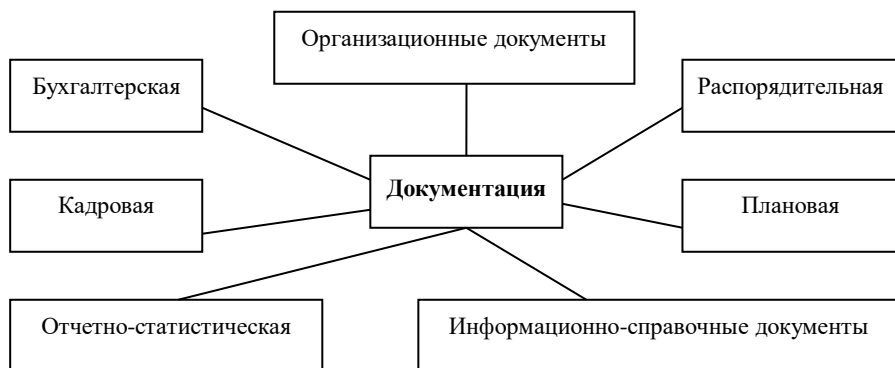 Организационные документы
Бухгалтерская
Распорядительная
Документация
Кадровая
Плановая
Отчетно-статистическая
Информационно-справочные документы